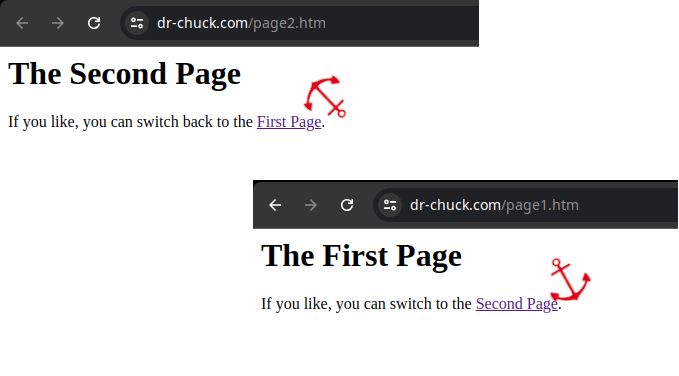 dr-chuck.com/page2.htm
The Second Page
If you like, you can switch back to the First Page.
dr-chuck.com/page1.htm
The First Page
If you like, you can switch to the Second Page.